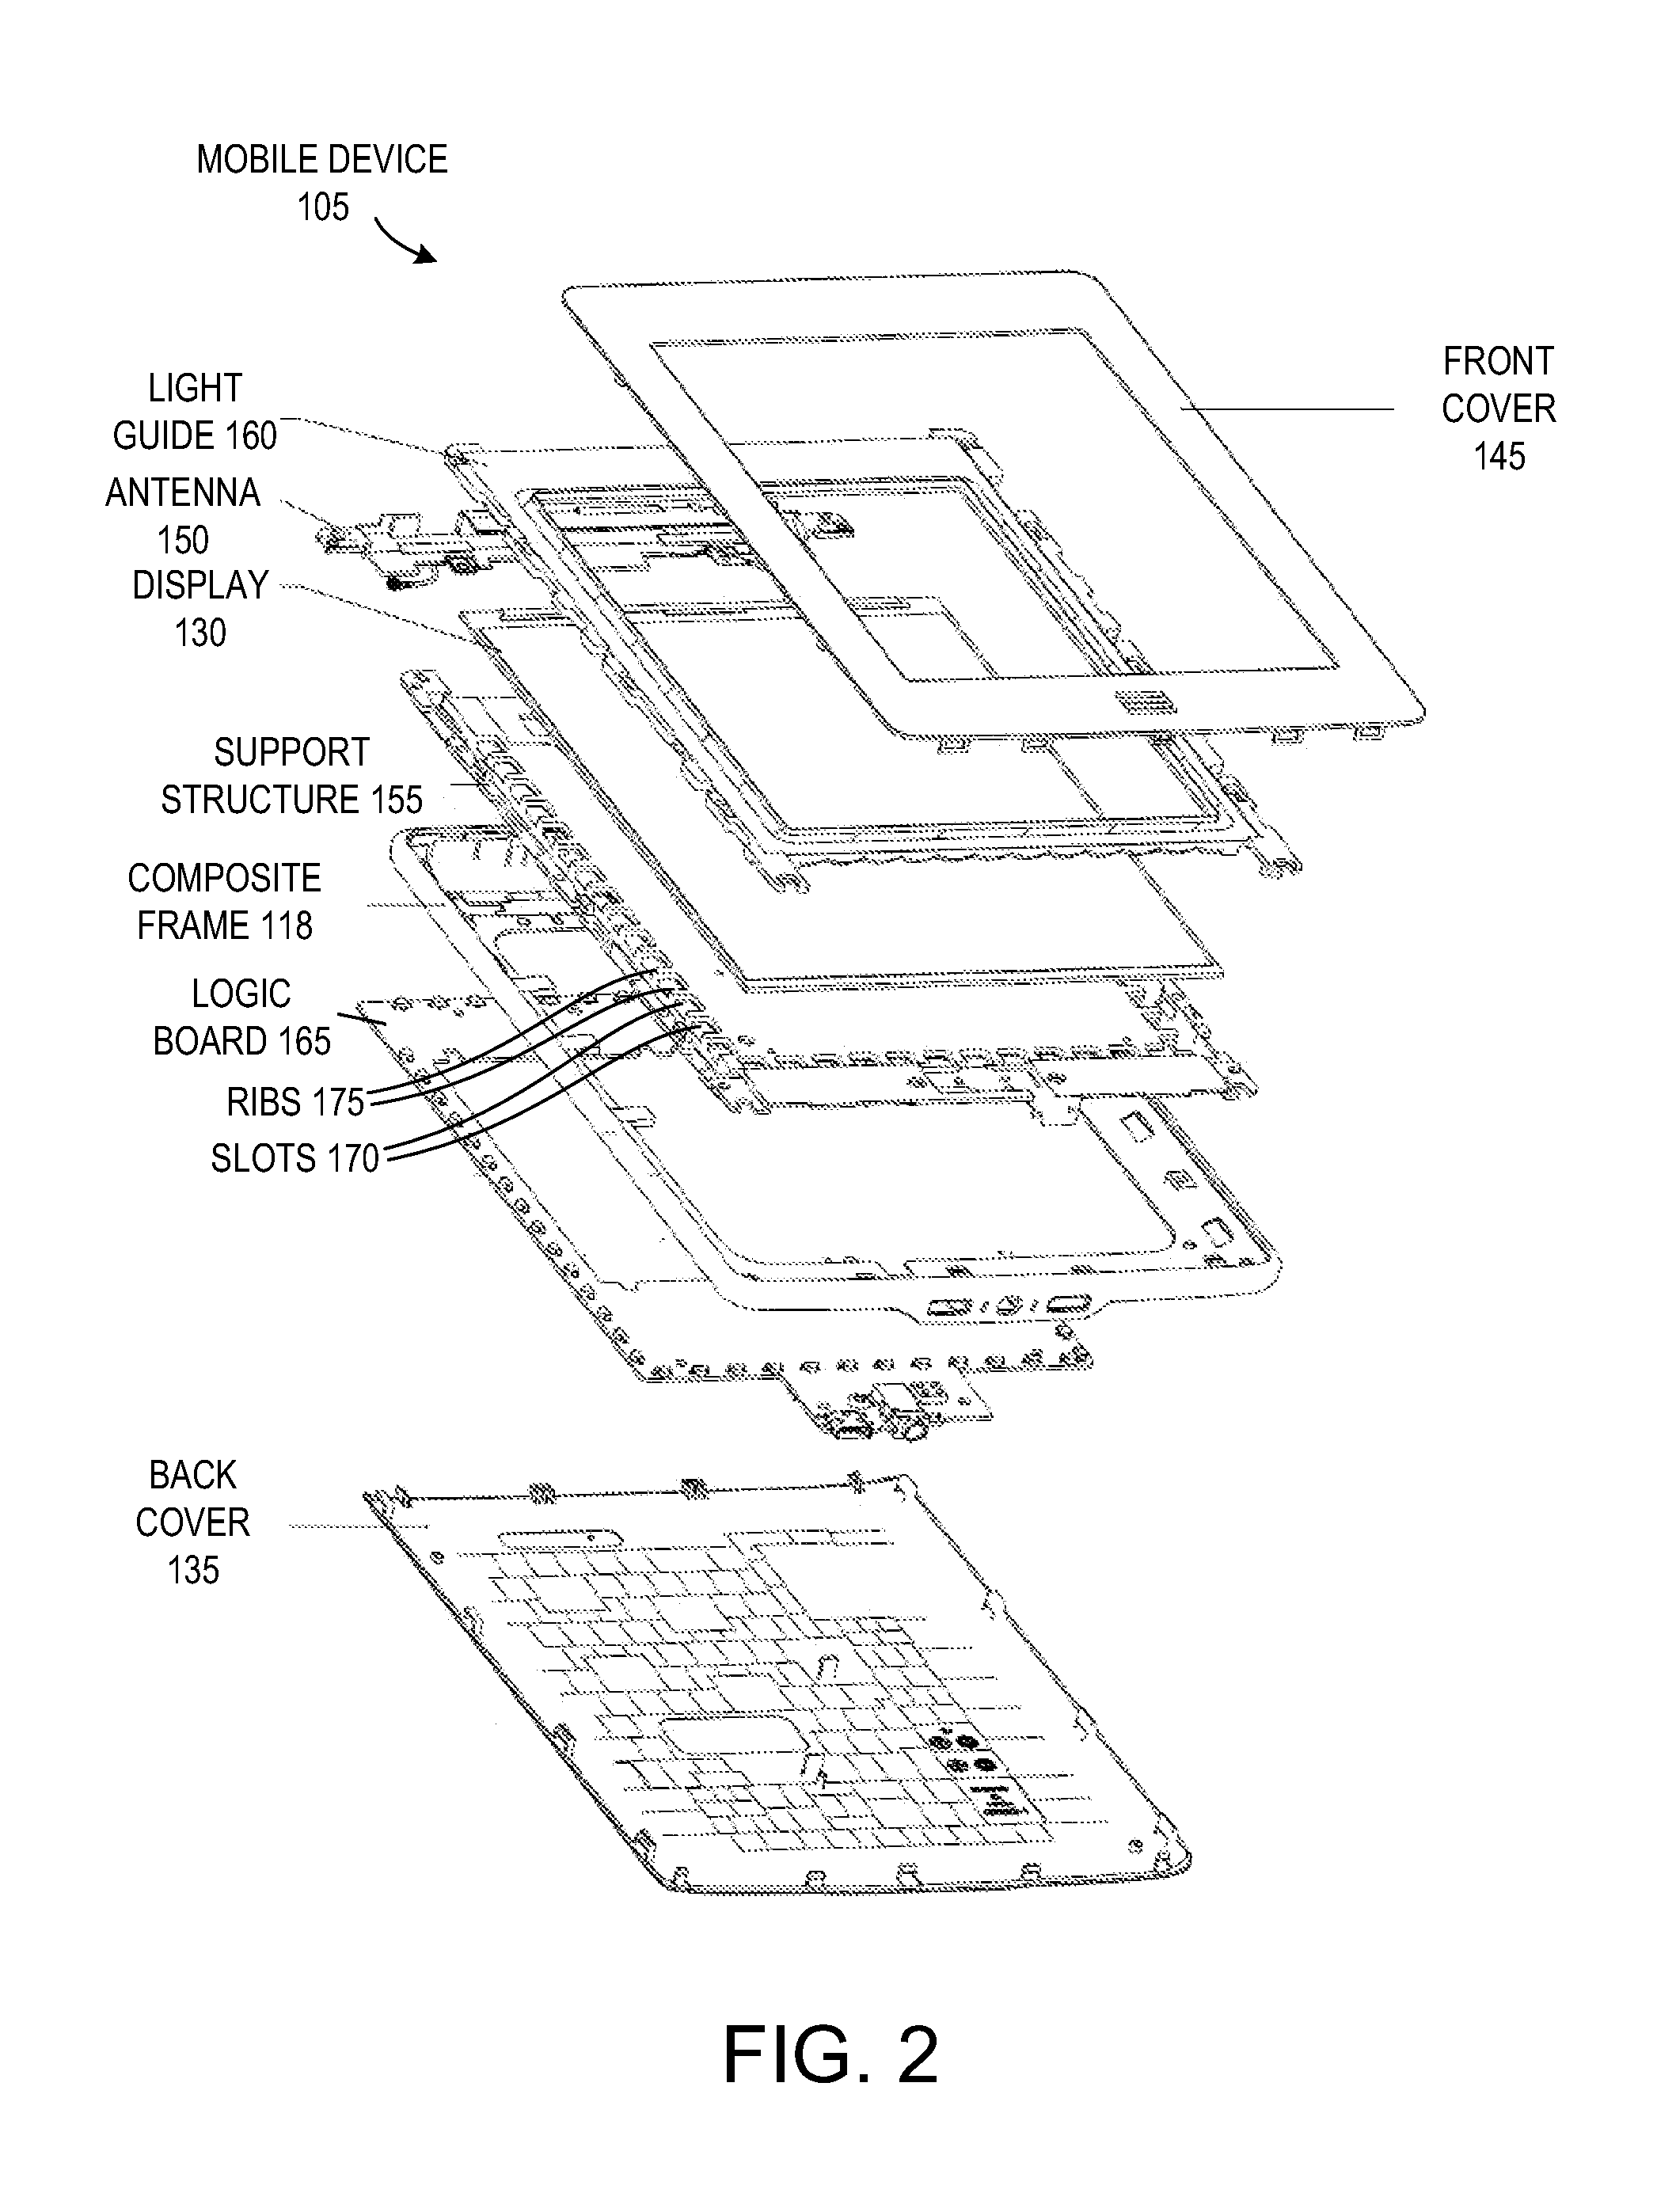 MOBILE DEVICE
105
FRONT
COVER
145
LIGHT
GUIDE 160
ANTENNA
150
DISPLAY
130
SUPPORT
STRUCTURE 155
COMPOSITE
FRAME 118
LOGIC
BOARD 165
RIBS 175
SLOTS 170
BACK
COVER
135
FIG. 2